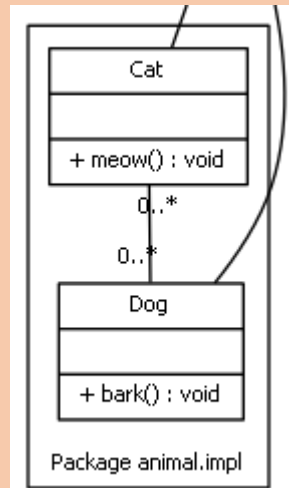 Cat
+ meow() : void
0..*
0..*
Dog
+ bark() : void
Package animal.impl